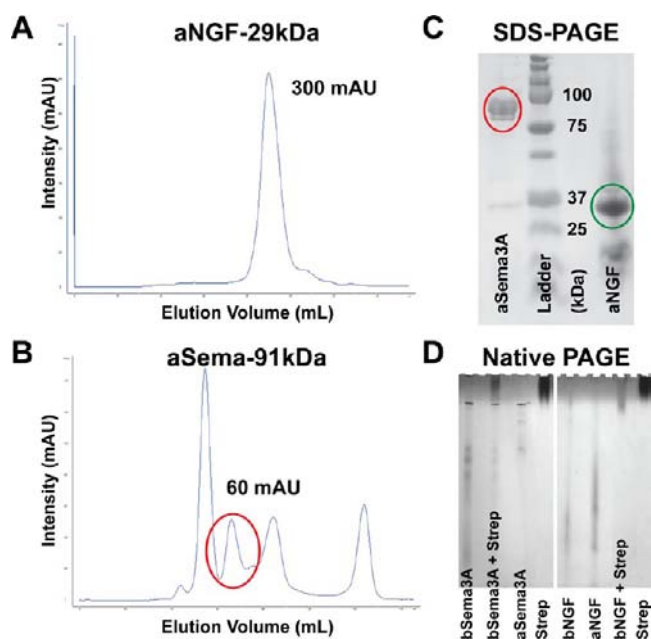 A
aNGF-29kDa
300 mAU
Intensity (mAU)
Elution Volume (mL)
B
aSema-91kDa
60 mAU
Intensity (mAU)
Elution Volume (mL)
C
SDS-PAGE
100
75
37
25
aSema3A
Ladder
(kDa)
aNGF
D
Native PAGE
bSema3A
bSema3A + Strep
aSema3A
Strep
bNGF
aNGF
bNGF + Strep
Strep